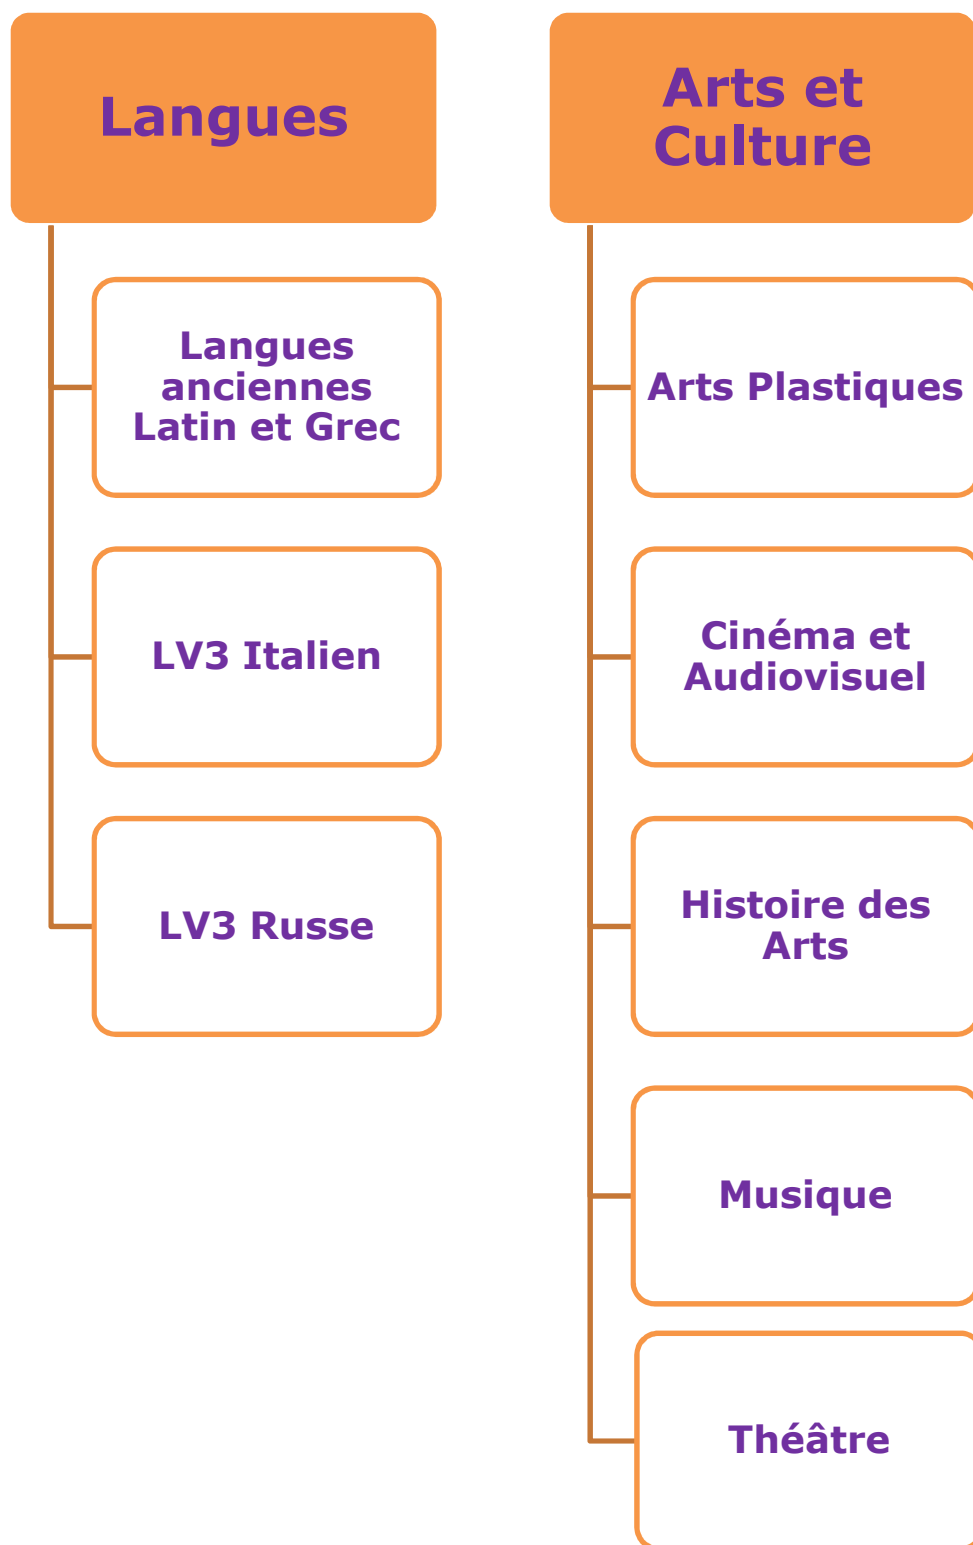 Langues
Langues
anciennes
Latin et Grec
LV3 Italien
LV3 Russe
Arts et
Culture
Arts Plastiques
Cinéma et
Audiovisuel
Histoire des
Arts
Musique
Théâtre